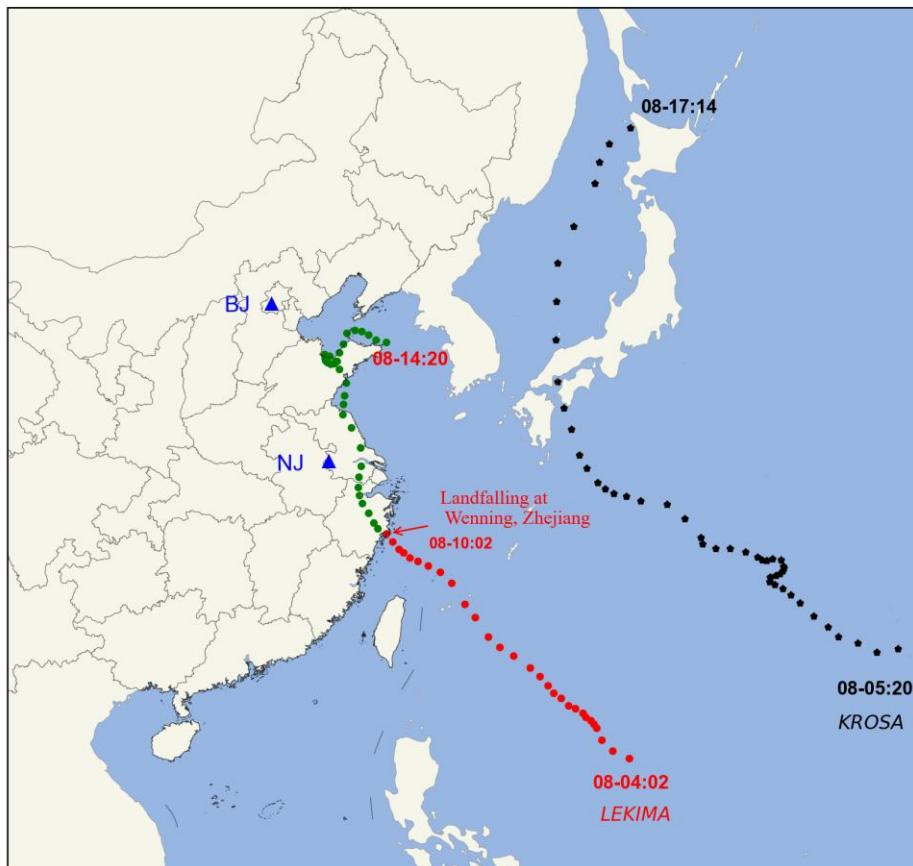 08-17:14
BJ
08-14:20
NJ
Landfalling at
Wenning, Zhejiang
08-10:02
08-05:20
KROSA
08-04:02
LEKIMA